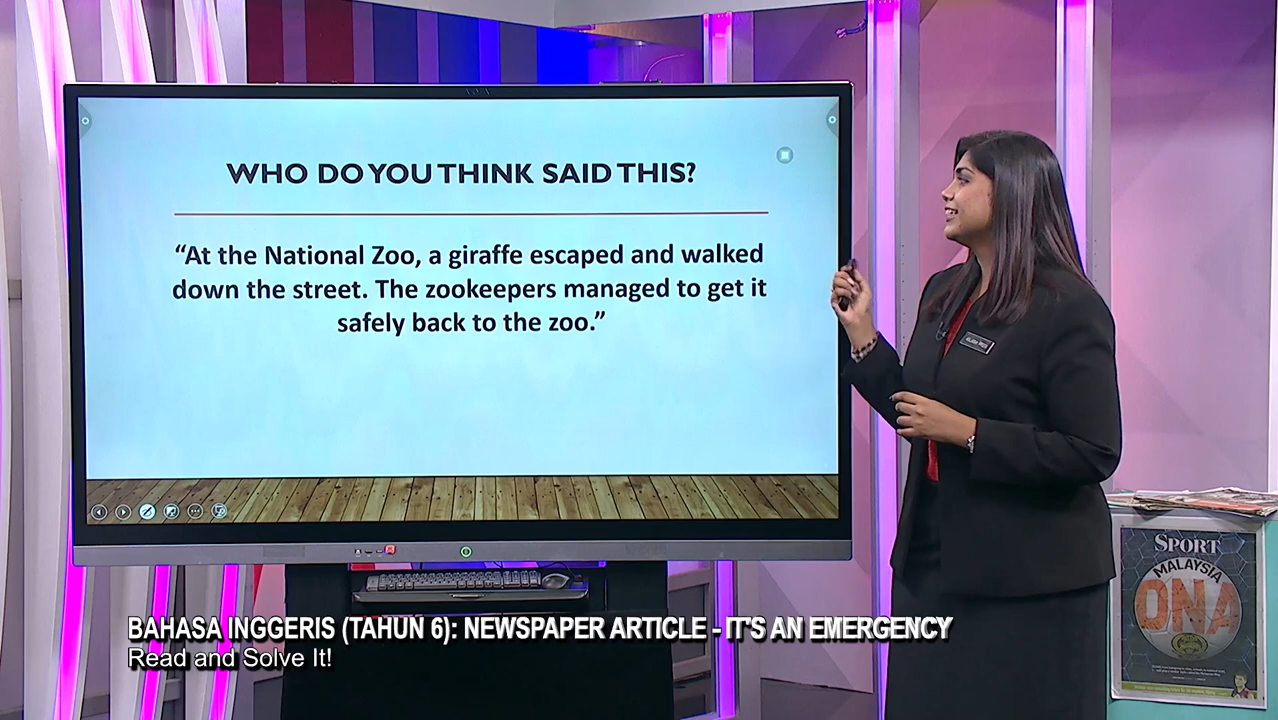 WHO DO YOU THINK SAID THIS?
“At the National Zoo, a giraffe escaped and walked
down the street. The zookeepers managed to get it
safely back to the zoo.”
SPORT
MALAYSIA
ONA
BAHASA INGGERIS (TAHUN 6): NEWSPAPER ARTICLE - IT'S AN EMERGENCY
Read and Solve It!